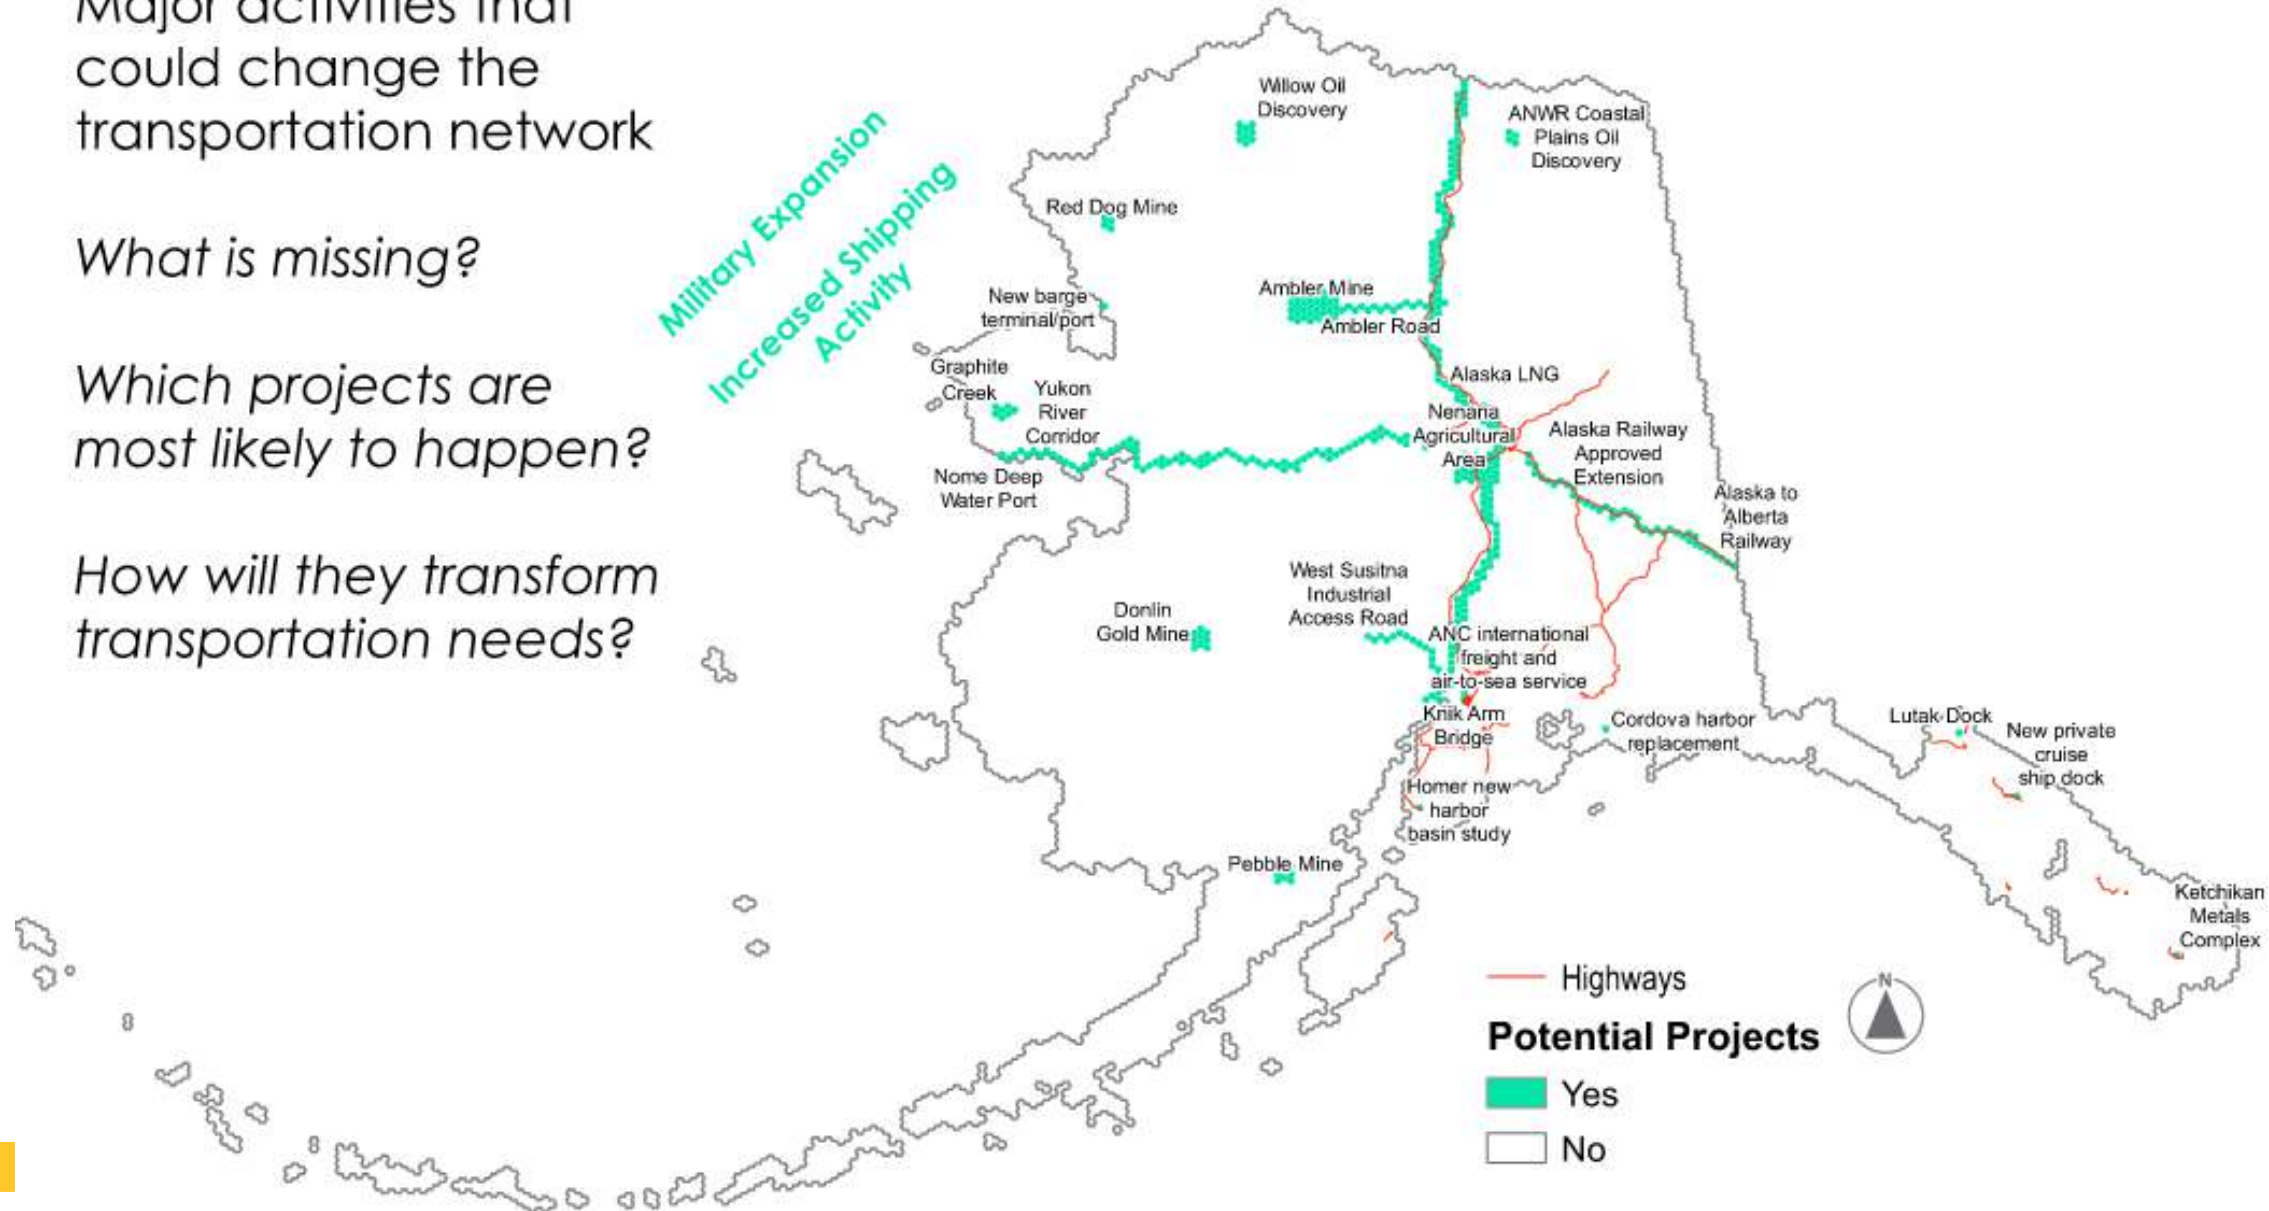 Major activities that
could change the
transportation network
What is missing?
Which projects are
most likely to happen?
How will they transform
transportation needs?
Military Expansion
Increased Shipping
Activity
Willow Oil
Discovery
ANWR Coastal
Plains Oil
Discovery
Red Dog Mine
New barge
terminal/port
Ambler Mine
Ambler Road
Graphite
Creek
Yukon
River
Corridor
Nome Deep
Water Port
Alaska LNG
Nenana
Agricultural
Area
Alaska Railway
Approved
Extension
Alaska to
Alberta
Railway
West Susitna
Industrial
Access Road
Donlin
Gold Mine
ANC international
freight and
air-to-sea service
Knik Arm
Bridge
Cordova harbor
replacement
Homer new
harbor
basin study
Pebble Mine
Lutak Dock
New private
cruise
ship dock
Ketchikan
Metals
Complex
Highways
Potential Projects
Yes
No
N